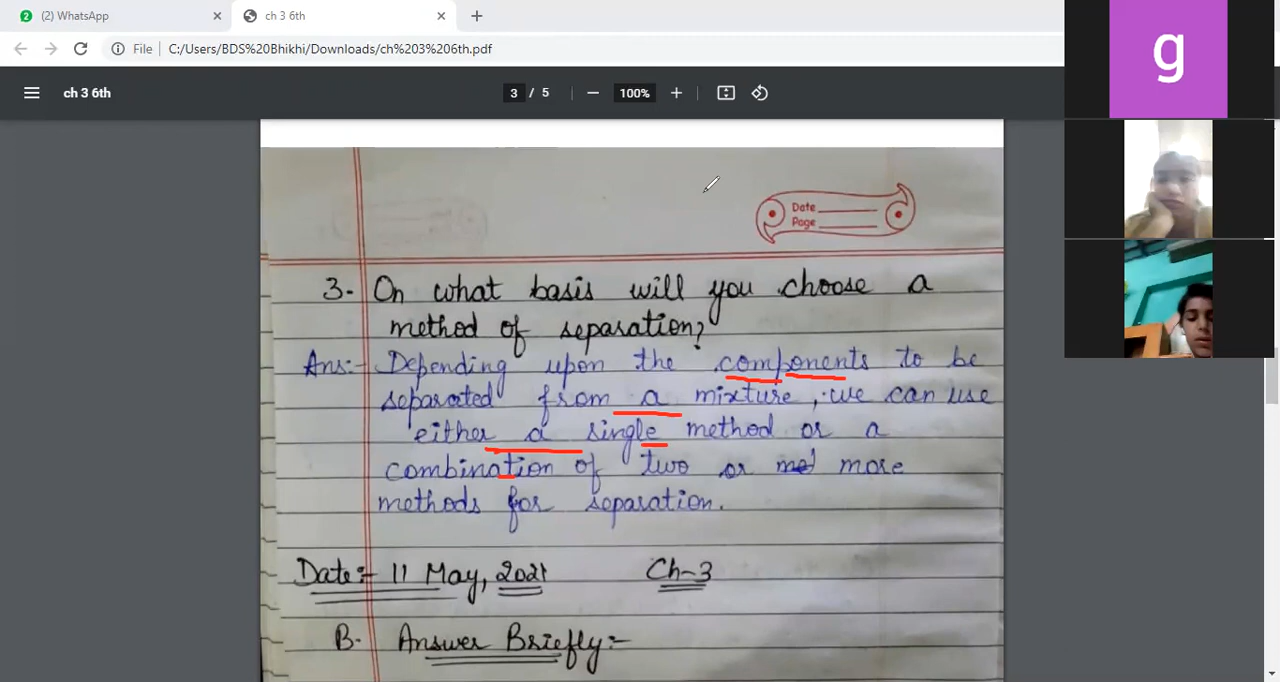 2 (2) WhatsApp
ch 3 6th
File C:/Users/BDS%20Bhikhi/Downloads/ch%203%206th.pdf
ch 3 6th
3 / 5
100%
g
Date
Page
3- On what basis will you choose a
method of separation?
Ans:- Depending upon the components to be
separated from a mixture, we can use
either a single method or a
combination of two or more
methods for separation.
Date:- 11 May, 2021 Ch-3
B. Answer Briefly:-